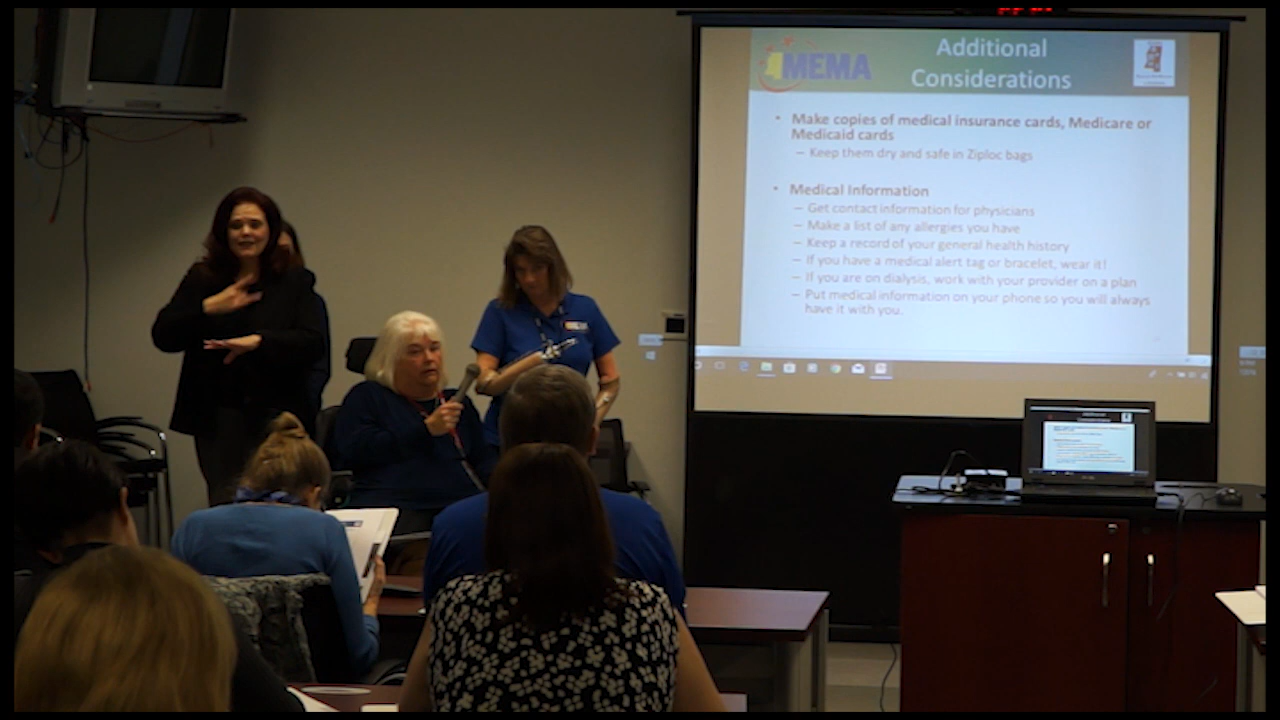 MEMA
Additional
Considerations
• Make copies of medical insurance cards, Medicare or
Medicaid cards
– Keep them dry and safe in Ziploc bags
• Medical Information
– Get contact information for physicians
– Make a list of any allergies you have
– Keep a record of your general health history
– If you have a medical alert tag or bracelet, wear it!
– If you are on dialysis, work with your provider on a plan
– Put medical information on your phone so you will always
have it with you.